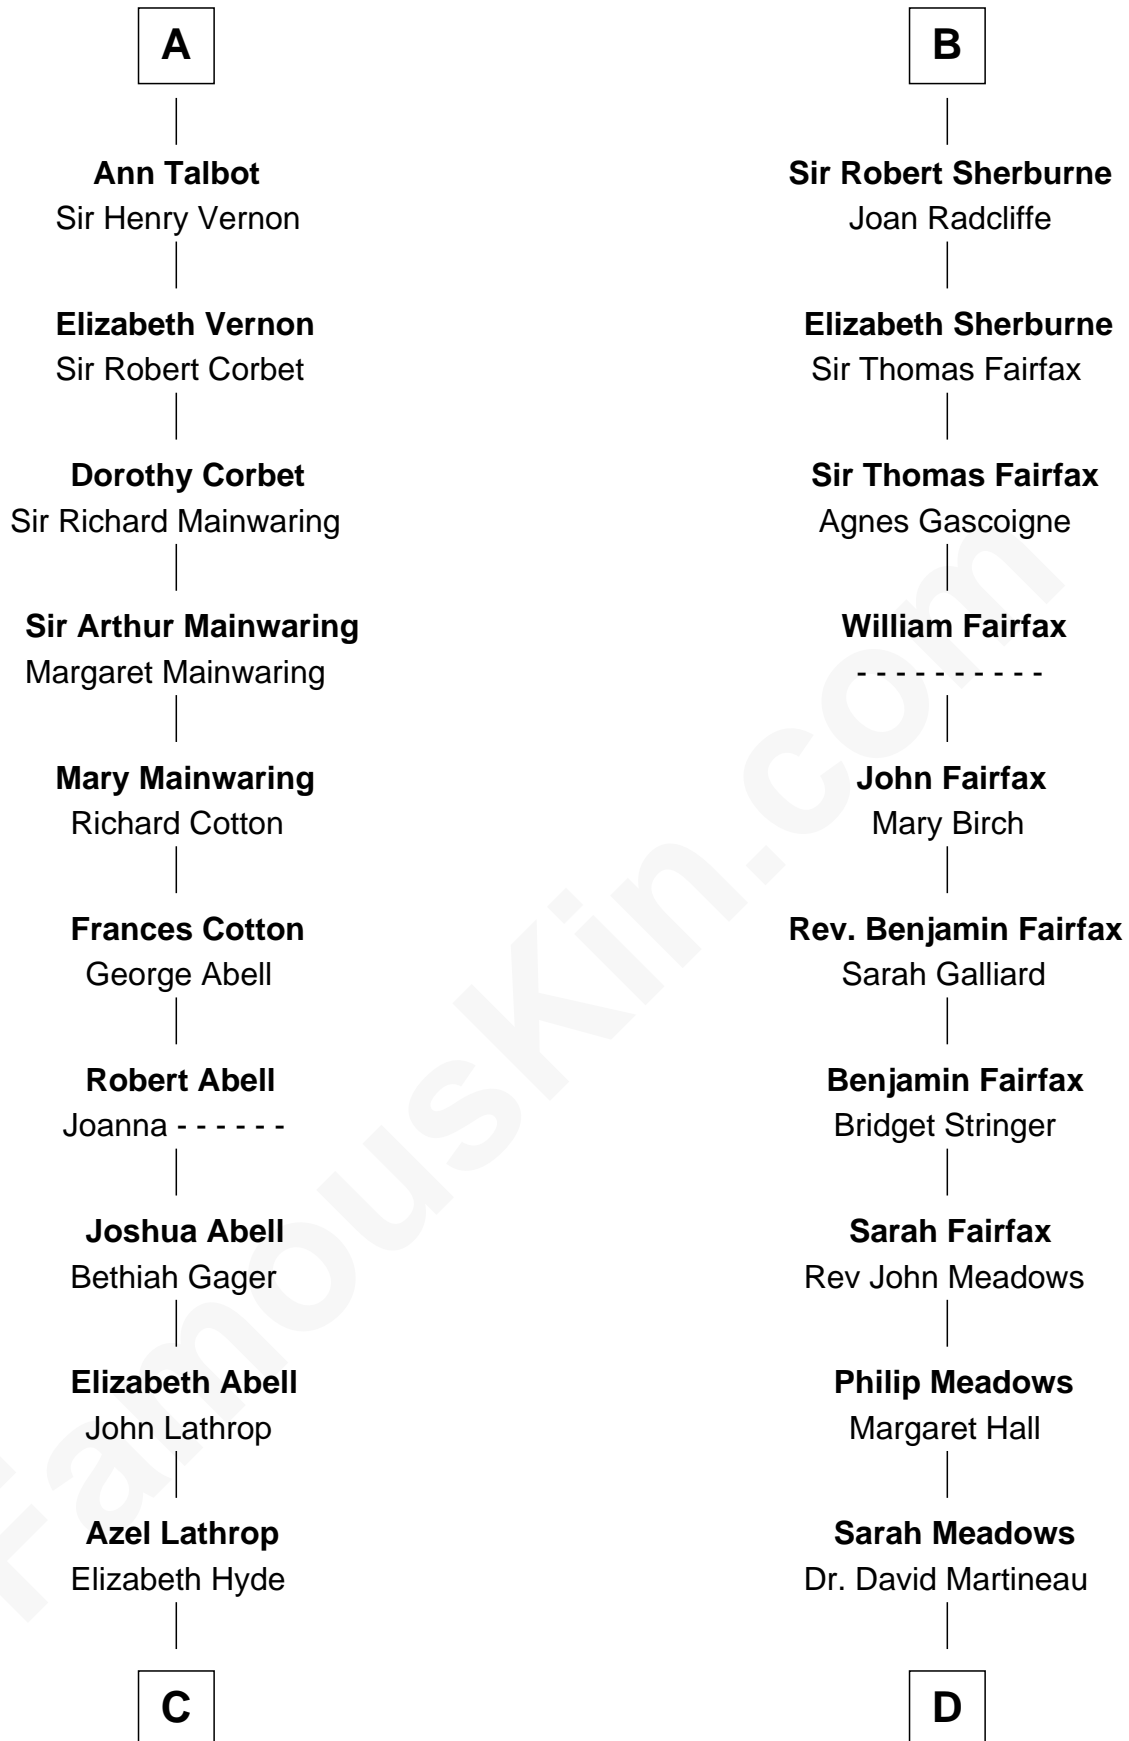 A
Ann Talbot
Sir Henry Vernon
Elizabeth Vernon
Sir Robert Corbet
Dorothy Corbet
Sir Richard Mainwaring
Sir Arthur Mainwaring
Margaret Mainwaring
Mary Mainwaring
Richard Cotton
Frances Cotton
George Abell
Robert Abell
Joanna - - - - - -
Joshua Abell
Bethiah Gager
Elizabeth Abell
John Lathrop
Azel Lathrop
Elizabeth Hyde
C
B
Sir Robert Sherburne
Joan Radcliffe
Elizabeth Sherburne
Sir Thomas Fairfax
Sir Thomas Fairfax
Agnes Gascoigne
William Fairfax
- - - - - - - - - -
John Fairfax
Mary Birch
Rev. Benjamin Fairfax
Sarah Galliard
Benjamin Fairfax
Bridget Stringer
Sarah Fairfax
Rev John Meadows
Philip Meadows
Margaret Hall
Sarah Meadows
Dr. David Martineau
D
FamousKin.com